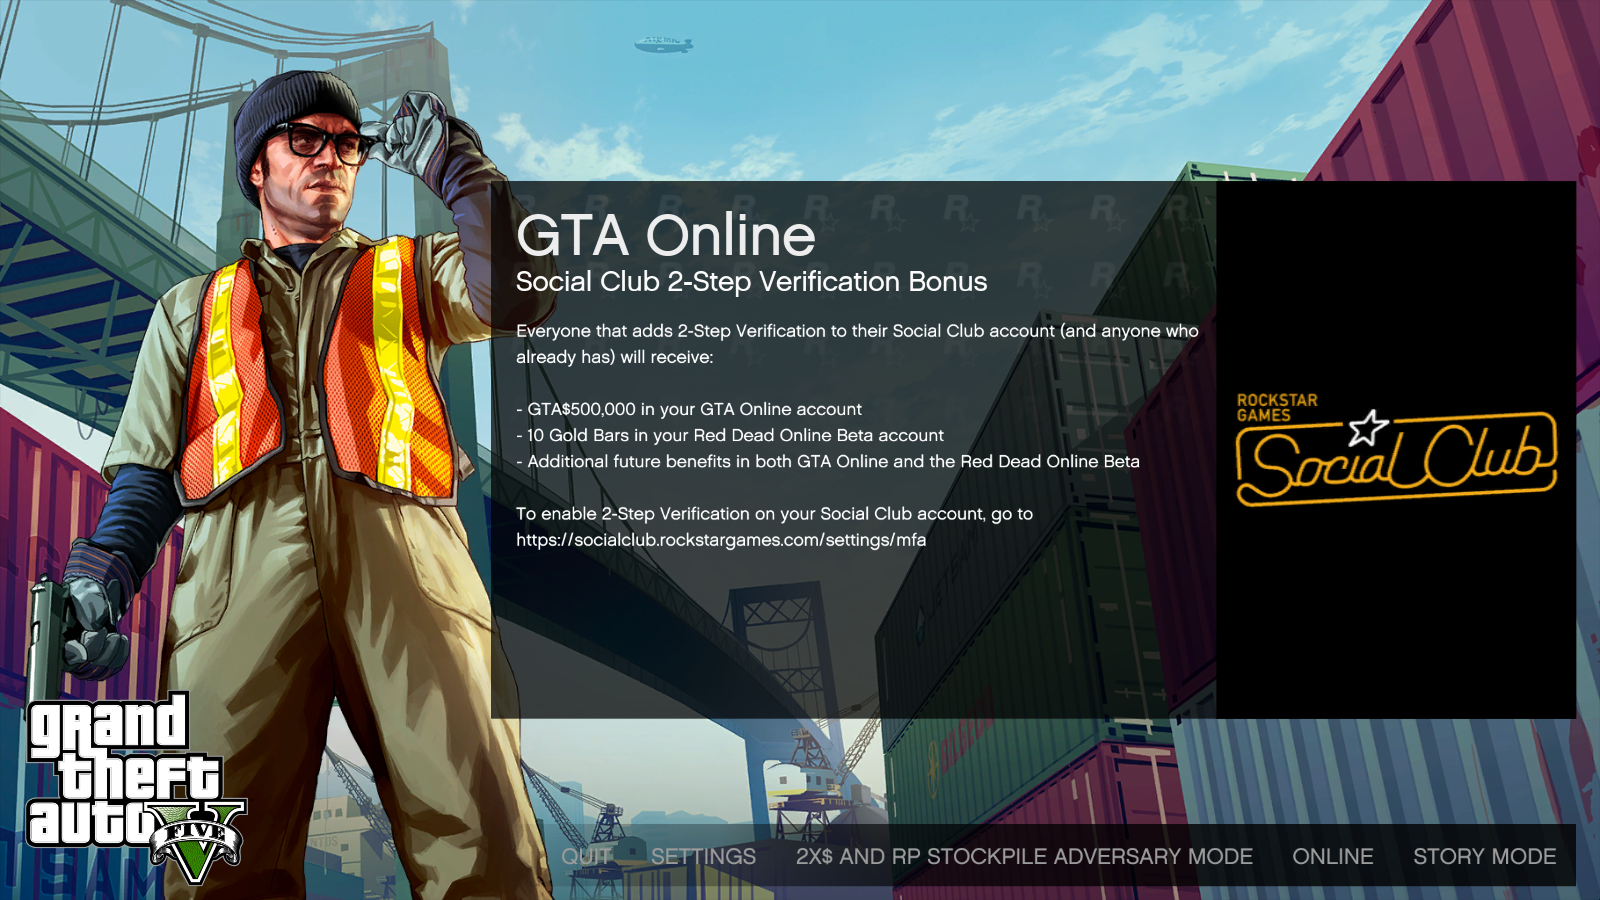 ATOMIC
GTA Online
Social Club 2-Step Verification Bonus
Everyone that adds 2-Step Verification to their Social Club account (and anyone who
already has) will receive:
- GTA$500,000 in your GTA Online account
- 10 Gold Bars in your Red Dead Online Beta account
- Additional future benefits in both GTA Online and the Red Dead Online Beta
To enable 2-Step Verification on your Social Club account, go to
https://socialclub.rockstargames.com/settings/mfa
ROCKSTAR
GAMES
Social Club
grand
theft
auto
V
FIVE
QUIT SETTINGS 2X$ AND RP STOCKPILE ADVERSARY MODE ONLINE STORY MODE